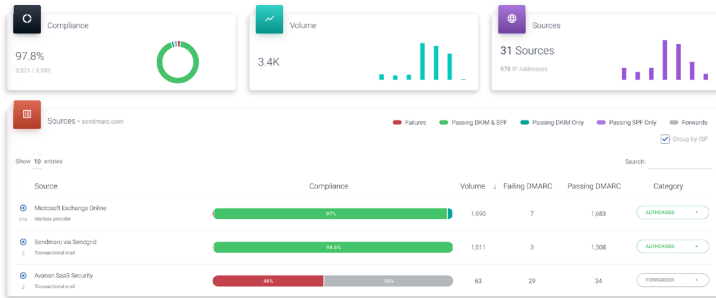 Compliance
97.8%
3,321 / 3,395
Volume
3.4K
Sources
31 Sources
978 IP Addresses
Sources • sendmarc.com
Failures
Passing DKIM & SPF
Passing DKIM Only
Passing SPF Only
Forwards
Group by ISP
Show 10 entries
Search:
Source Compliance Volume ↓ Failing DMARC Passing DMARC Category
Microsoft Exchange Online
Mailbox provider
97%
1,690 7 1,683 AUTHORISED
Sendmarc via Sendgrid
2 Transactional-mail
99.6%
1,511 3 1,508 AUTHORISED
Avanan SaaS Security
2 Transactional-mail
46% 54%
63 29 34 FORWARDER